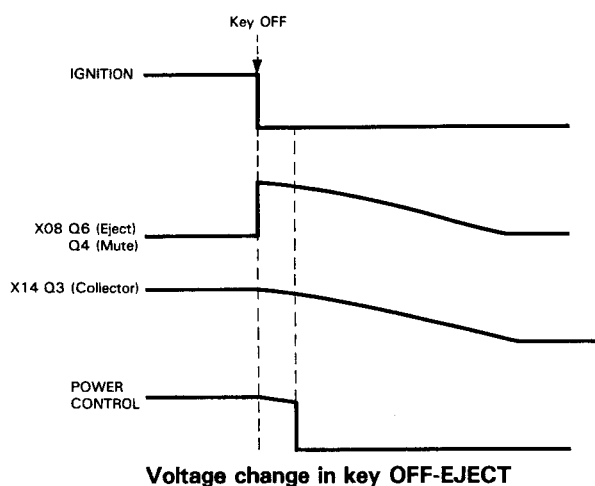 Key OFF
IGNITION
X08 Q6 (Eject)
Q4 (Mute)
X14 Q3 (Collector)
POWER
CONTROL
Voltage change in key OFF-EJECT